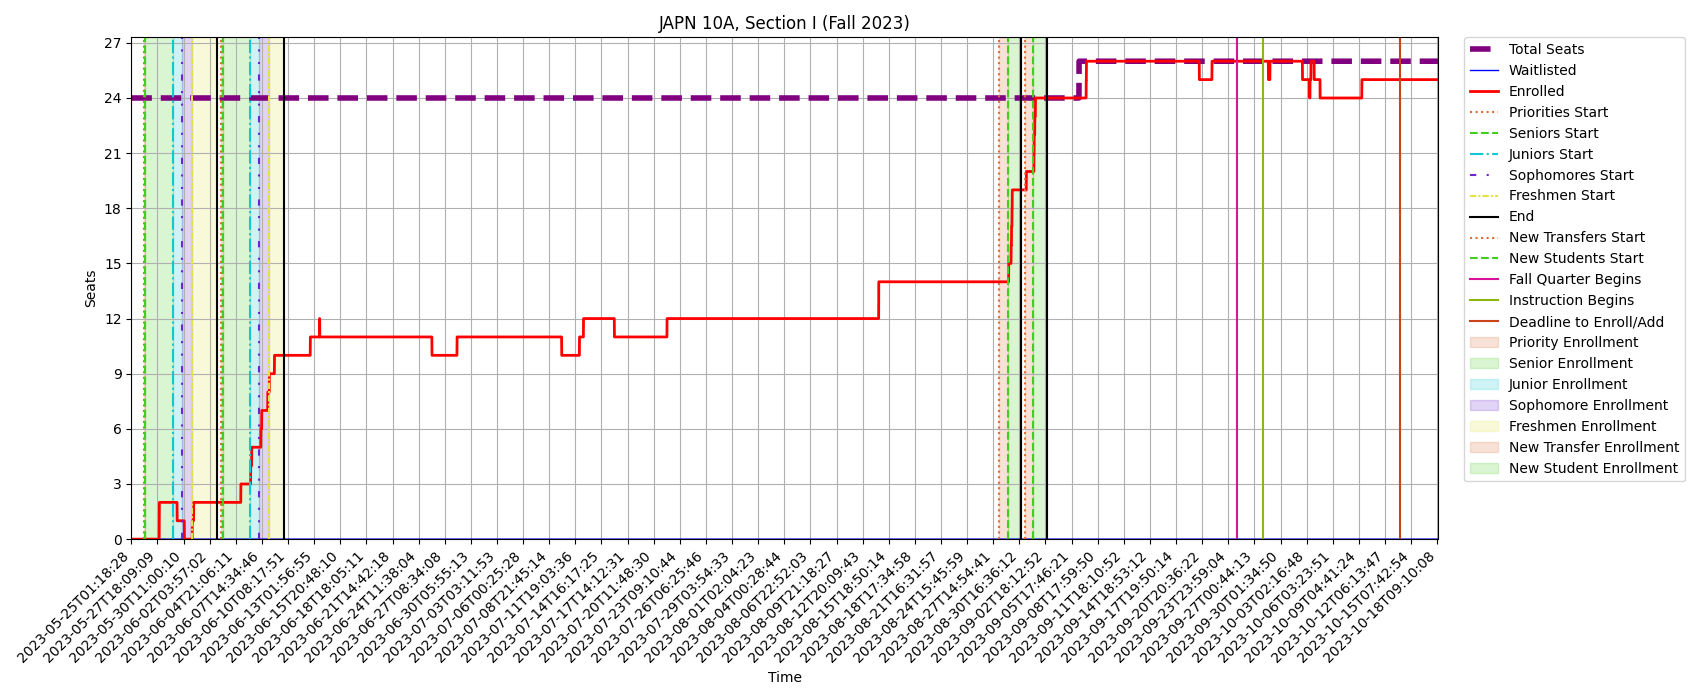 JAPN 10A, Section I (Fall 2023)
Seats
27
24
21
18
15
12
9
6
3
0
2023-05-25T01:18:28
2023-05-27T18:09:09
2023-05-30T11:00:10
2023-06-02T03:57:02
2023-06-04T21:06:11
2023-06-07T14:34:46
2023-06-10T08:17:51
2023-06-13T01:56:55
2023-06-15T20:48:10
2023-06-18T18:05:11
2023-06-21T14:42:18
2023-06-24T11:38:04
2023-06-27T08:34:08
2023-06-30T05:55:13
2023-07-03T03:11:53
2023-07-06T00:25:28
2023-07-08T21:45:14
2023-07-11T19:03:36
2023-07-14T16:17:25
2023-07-17T14:12:31
2023-07-20T11:48:30
2023-07-23T09:10:44
2023-07-26T06:25:46
2023-07-29T03:54:33
2023-08-01T02:04:23
2023-08-04T00:28:44
2023-08-06T22:52:03
2023-08-09T21:18:27
2023-08-12T20:09:43
2023-08-15T18:50:14
2023-08-18T17:34:58
2023-08-21T16:31:57
2023-08-24T15:45:59
2023-08-27T14:54:41
2023-08-30T16:36:12
2023-09-02T18:12:52
2023-09-05T17:46:21
2023-09-08T17:59:50
2023-09-11T18:10:52
2023-09-14T18:53:12
2023-09-17T19:50:14
2023-09-20T20:36:22
2023-09-23T23:59:04
2023-09-27T00:44:13
2023-09-30T01:34:50
2023-10-03T02:16:48
2023-10-06T03:23:51
2023-10-09T04:41:24
2023-10-12T06:13:47
2023-10-15T07:42:54
2023-10-18T09:10:08
Time
Total Seats
Waitlisted
Enrolled
Priorities Start
Seniors Start
Juniors Start
Sophomores Start
Freshmen Start
End
New Transfers Start
New Students Start
Fall Quarter Begins
Instruction Begins
Deadline to Enroll/Add
Priority Enrollment
Senior Enrollment
Junior Enrollment
Sophomore Enrollment
Freshmen Enrollment
New Transfer Enrollment
New Student Enrollment